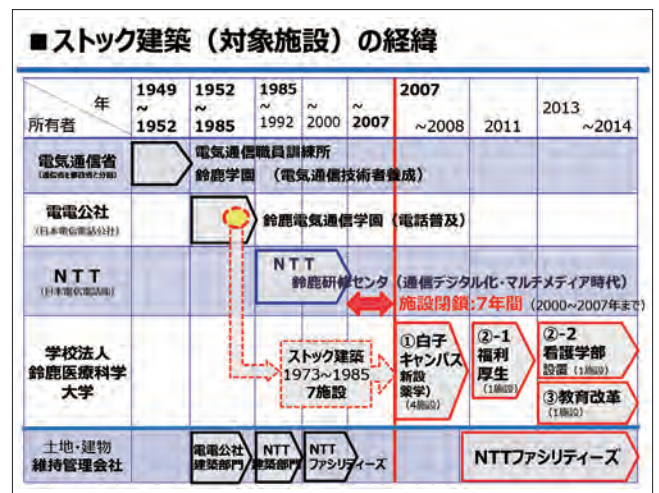 ■ストック建築（対象施設）の経緯
年
所有者
1949
~
1952
1952
~
1985
1985
~
1992
~
2000
~
2007
2007
~2008
2011
2013
~2014
電気通信省
電気通信職員訓練所
鈴鹿学園 （電気通信技術者養成）
電電公社
(日本電信電話公社)
鈴鹿電気通信学園（電話普及）
NTT
(日本電信電話㈱)
NTT
鈴鹿研修センタ（通信デジタル化・マルチメディア時代）
施設閉鎖:7年間（2000~2007年まで）
学校法人
鈴鹿医療科学
大学
ストック建築
1973~1985
7施設
①白子
キャンパス
新設
薬学）
(4施設)
②-1
福利
厚生
(1施設)
②-2
看護学部
設置（1施設）
③教育改革
(1施設)
土地・建物
維持管理会社
電電公社
建築部門
NTT
建築部門
NTT
ファシリティーズ
NTTファシリティーズ